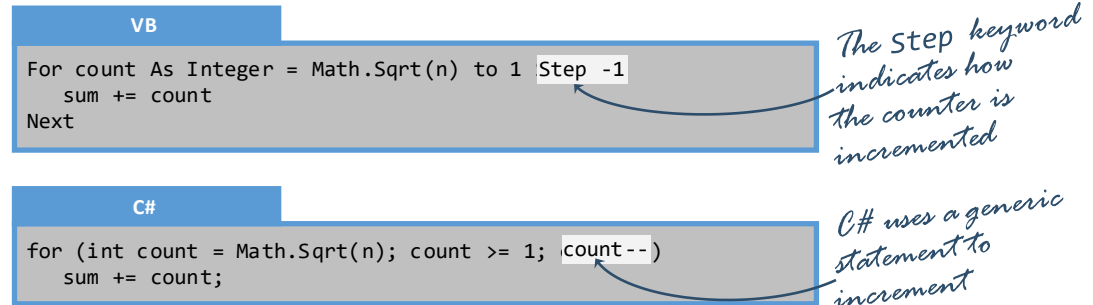 VB
For count As Integer = Math.Sqrt(n) to 1 Step -1
sum += count
Next
The Step keyword
indicates how
the counter is
incremented
C#
for (int count = Math.Sqrt(n); count >= 1; count--)
sum += count;
C# uses a generic
statement to
increment